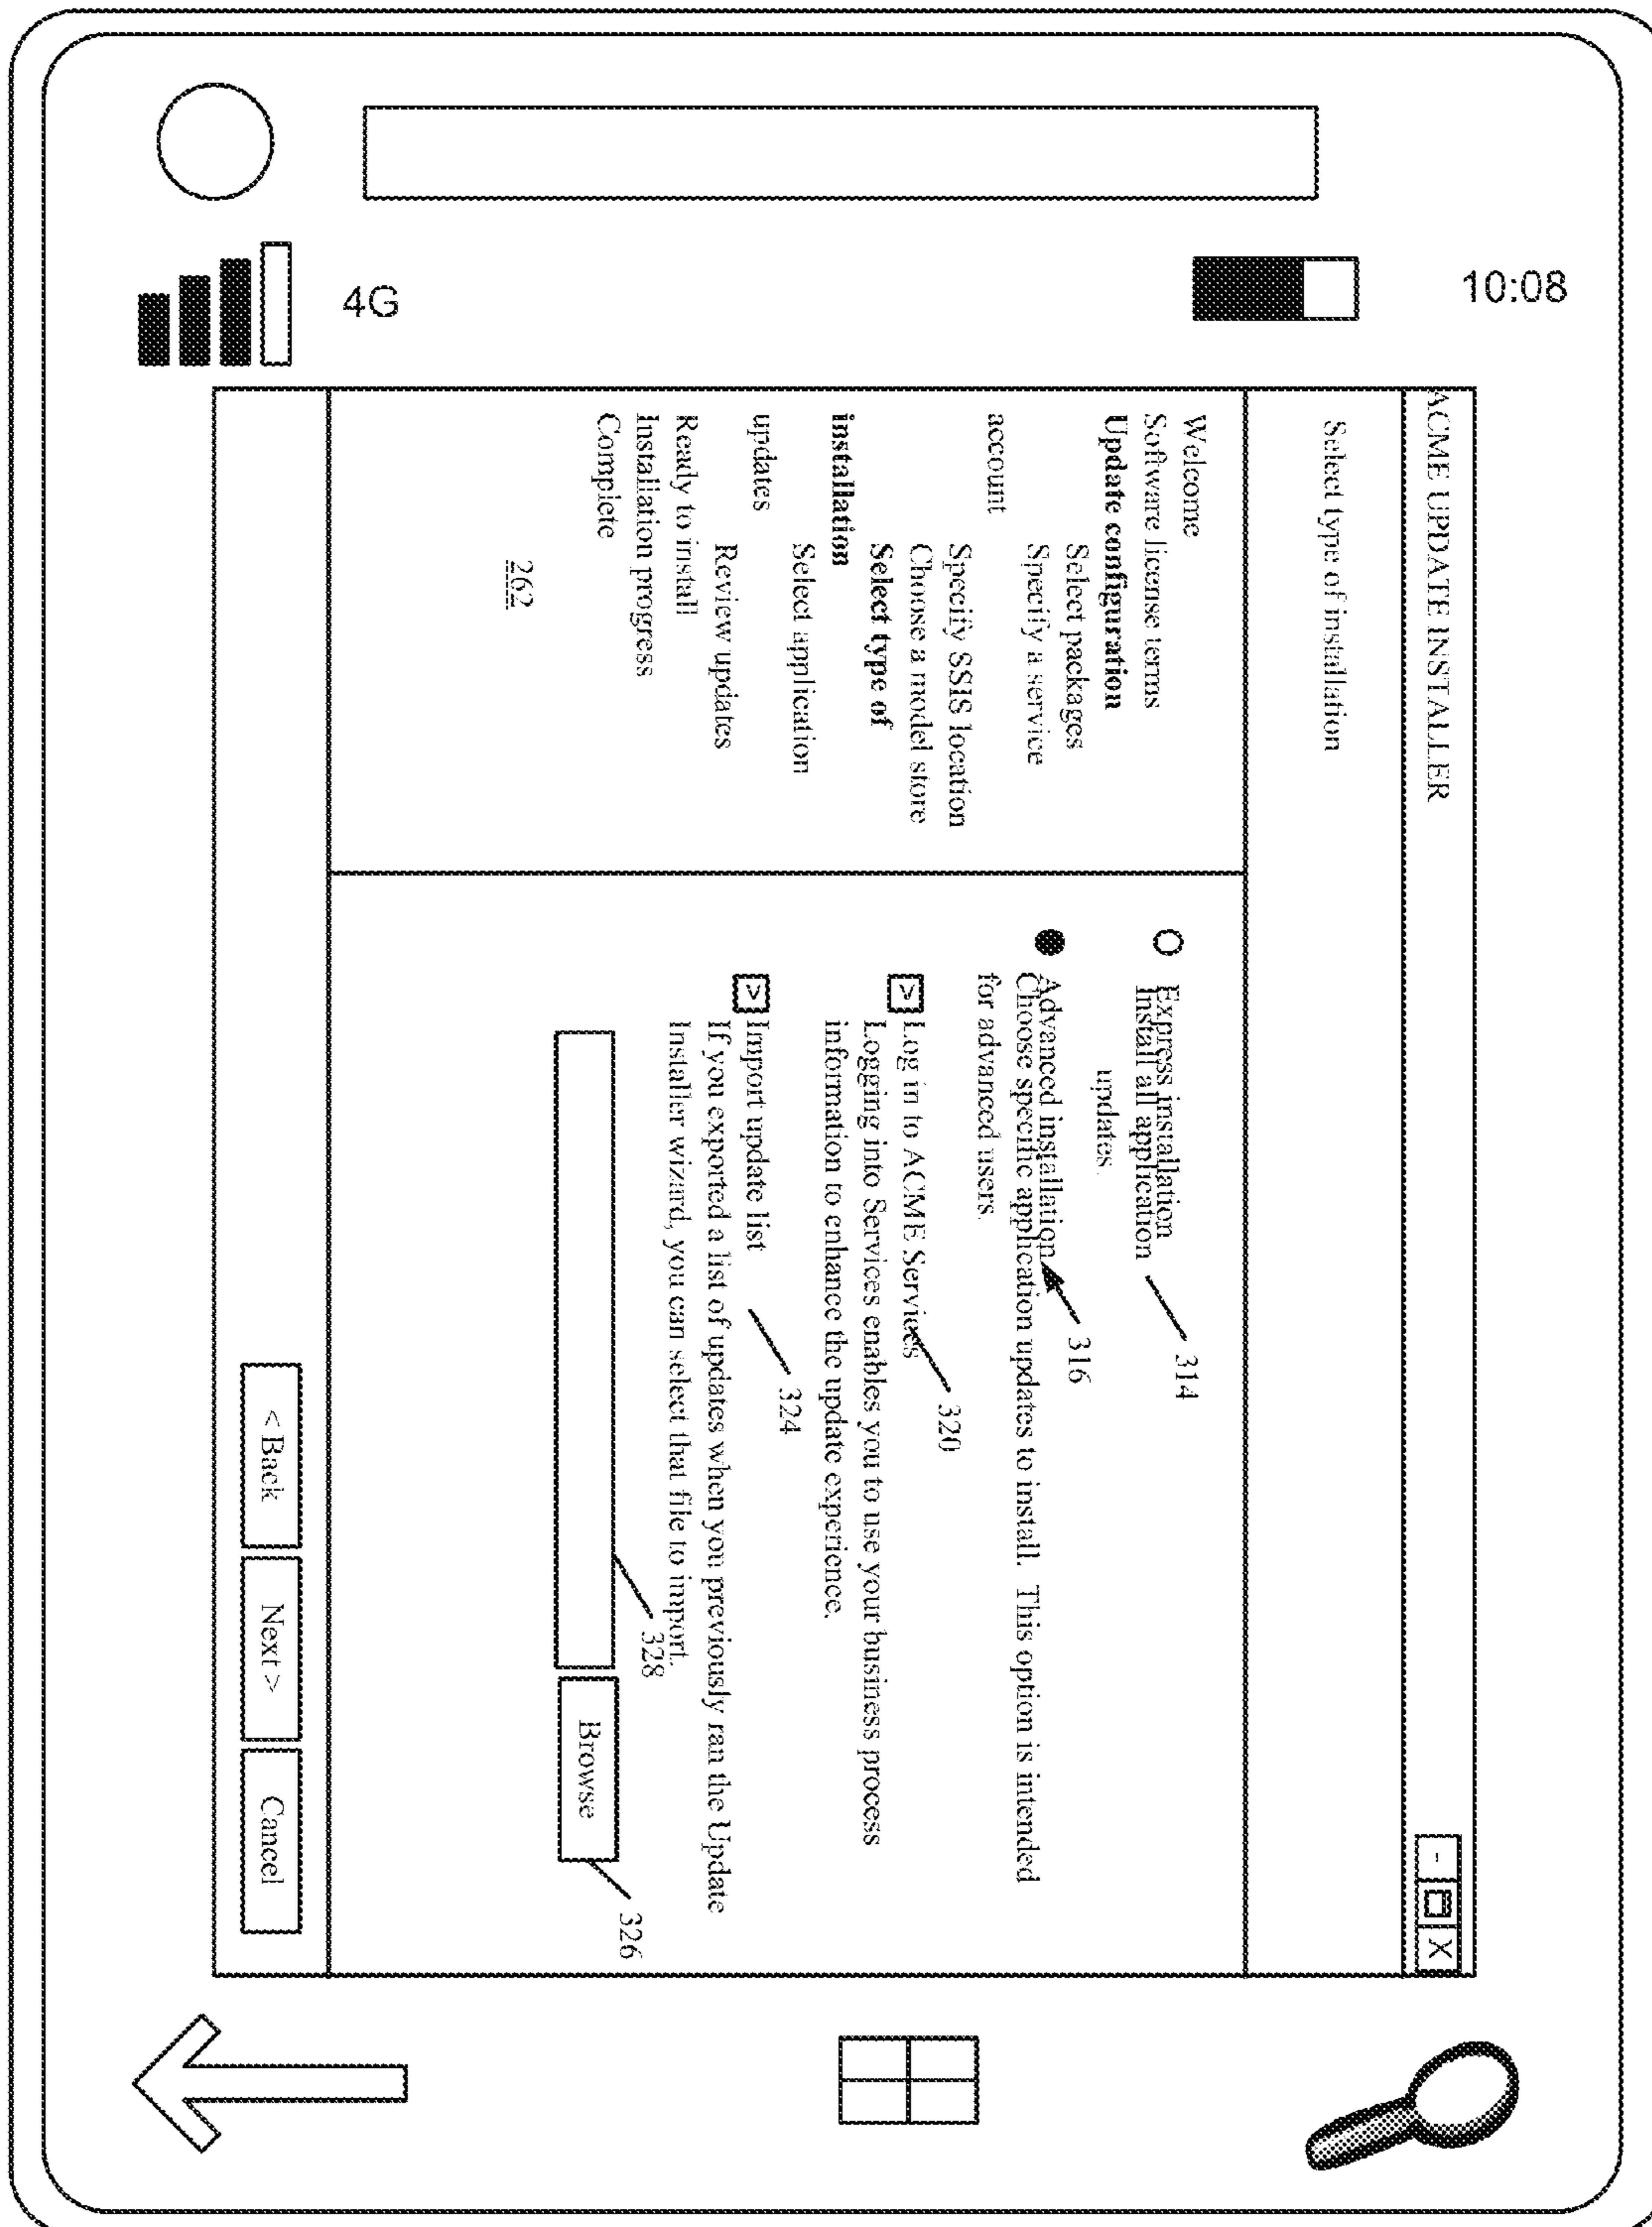 4G
10:08
ACME UPDATE INSTALLER
- X
Select type of installation
Welcome
Software license terms
Update configuration
Select packages
Specify a service
account
Specify SSIS location
Choose a model store
Select type of
installation
Select application
updates
Review updates
Ready to install
Installation progress
Complete
262
Express installation
Install all application
updates.
314
Advanced installation
Choose specific application updates to install. This option is intended
for advanced users.
316
> Log in to ACME Services
Logging into Services enables you to use your business process
information to enhance the update experience.
320
> Import update list
If you exported a list of updates when you previously ran the Update
Installer wizard, you can select that file to import.
324
328
Browse
326
< Back
Next >
Cancel